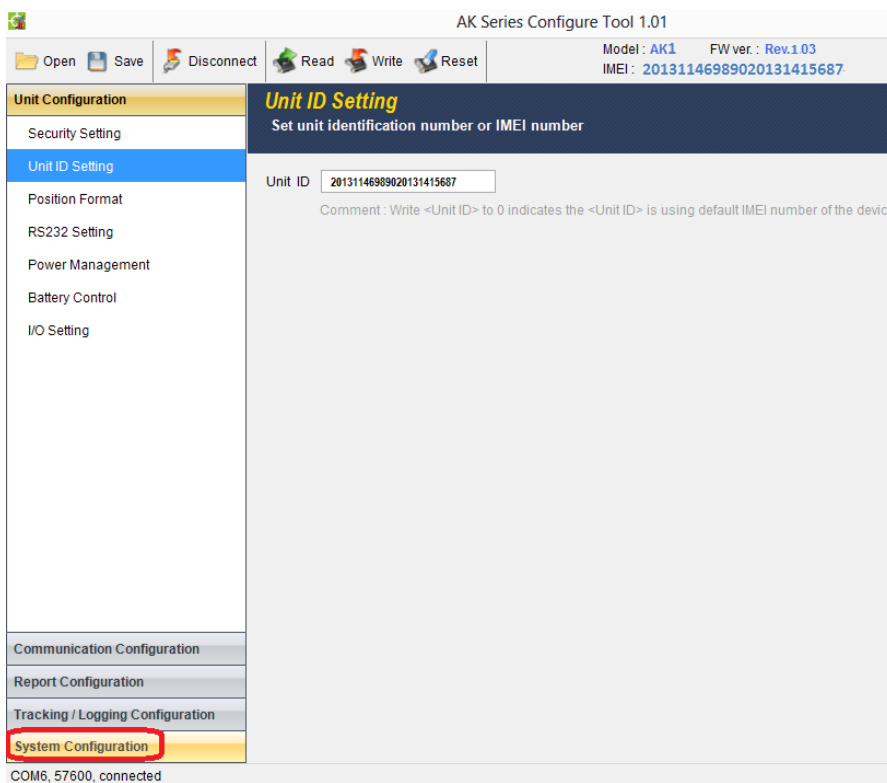 AK Series Configure Tool 1.01
Open Save Disconnect Read Write Reset
Model : AK1 FW ver. : Rev.1.03
IMEI : 20131146989020131415687
Unit Configuration
Security Setting
Unit ID Setting
Position Format
RS232 Setting
Power Management
Battery Control
I/O Setting
Unit ID Setting
Set unit identification number or IMEI number
Unit ID 20131146989020131415687
Comment : Write <Unit ID> to 0 indicates the <Unit ID> is using default IMEI number of the devic
Communication Configuration
Report Configuration
Tracking / Logging Configuration
System Configuration
COM6, 57600, connected